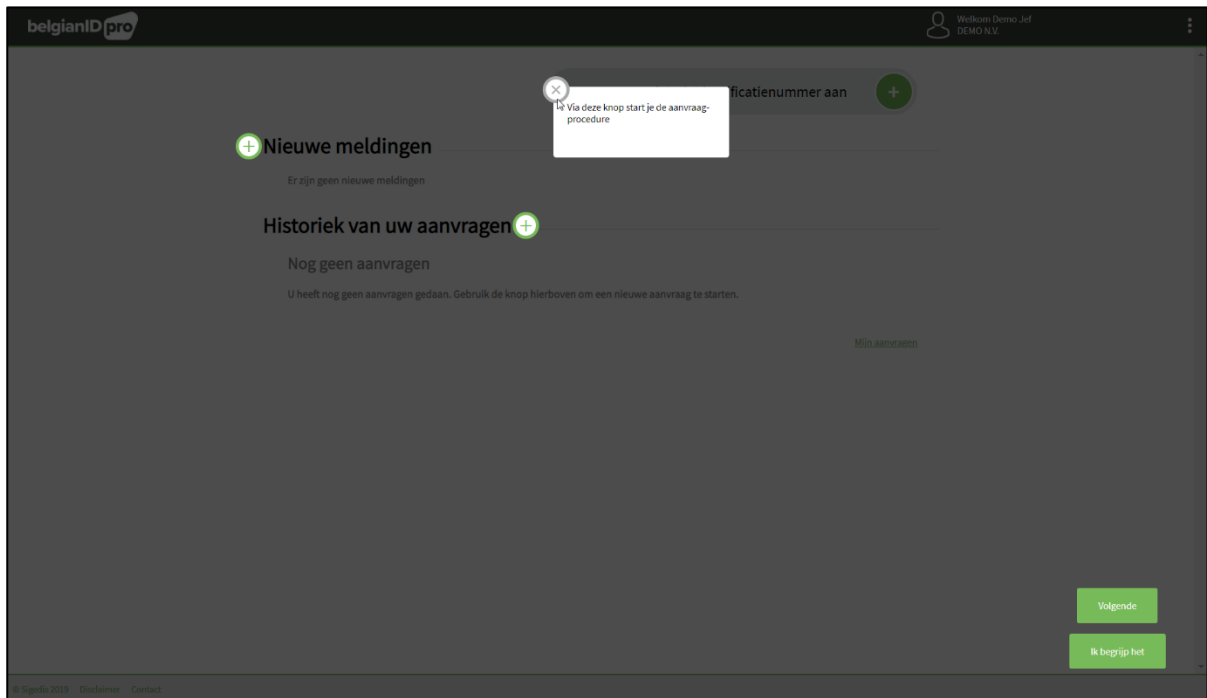 belgianID pro
Welkom Demo Jef
DEMO N.V.
ficatienummer aan
Via deze knop start je de aanvraag-
procedure
Nieuwe meldingen
Er zijn geen nieuwe meldingen
Historiek van uw aanvragen
Nog geen aanvragen
U heeft nog geen aanvragen gedaan. Gebruik de knop hierboven om een nieuwe aanvraag te starten.
Mijn aanvragen
Volgende
Ik begrijp het
© Sigedis 2019 Disclaimer Contact